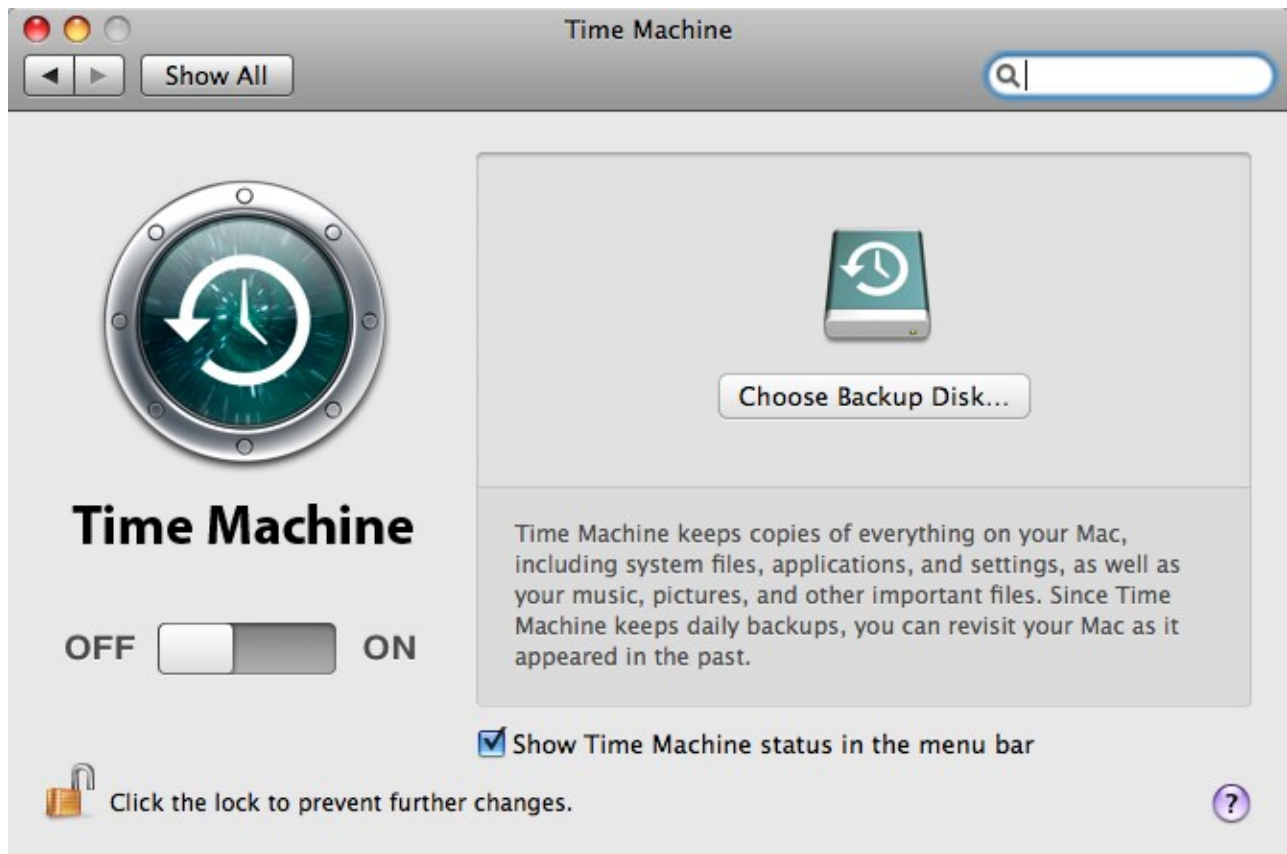 Time Machine
Show All
Choose Backup Disk...
Time Machine
Time Machine keeps copies of everything on your Mac,
including system files, applications, and settings, as well as
your music, pictures, and other important files. Since Time
Machine keeps daily backups, you can revisit your Mac as it
appeared in the past.
OFF ON
Show Time Machine status in the menu bar
Click the lock to prevent further changes.
?